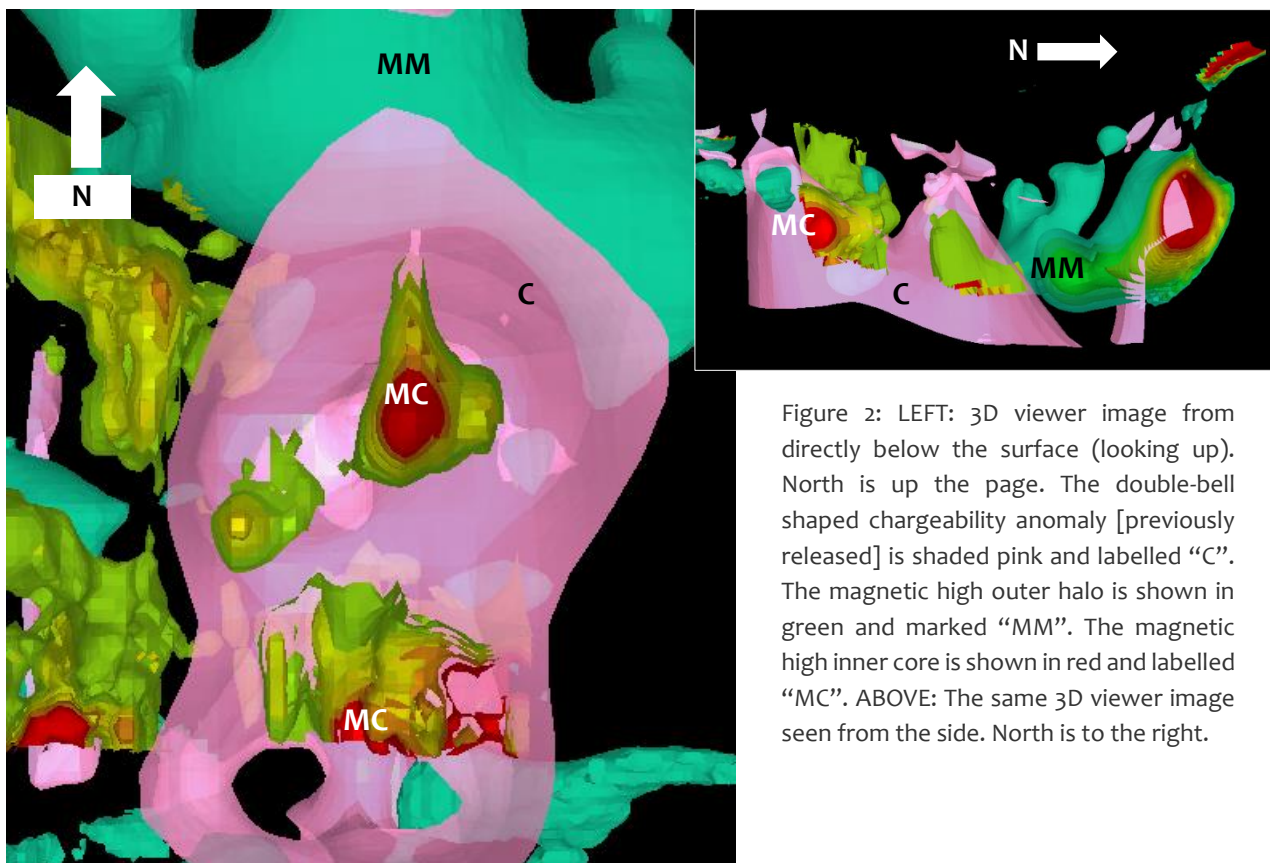 MM
N
C
MC
MC
N
MC
C
MM
Figure 2: LEFT: 3D viewer image from
directly below the surface (looking up).
North is up the page. The double-bell
shaped chargeability anomaly [previously
released] is shaded pink and labelled “C”.
The magnetic high outer halo is shown in
green and marked “MM”. The magnetic
high inner core is shown in red and labelled
“MC”. ABOVE: The same 3D viewer image
seen from the side. North is to the right.